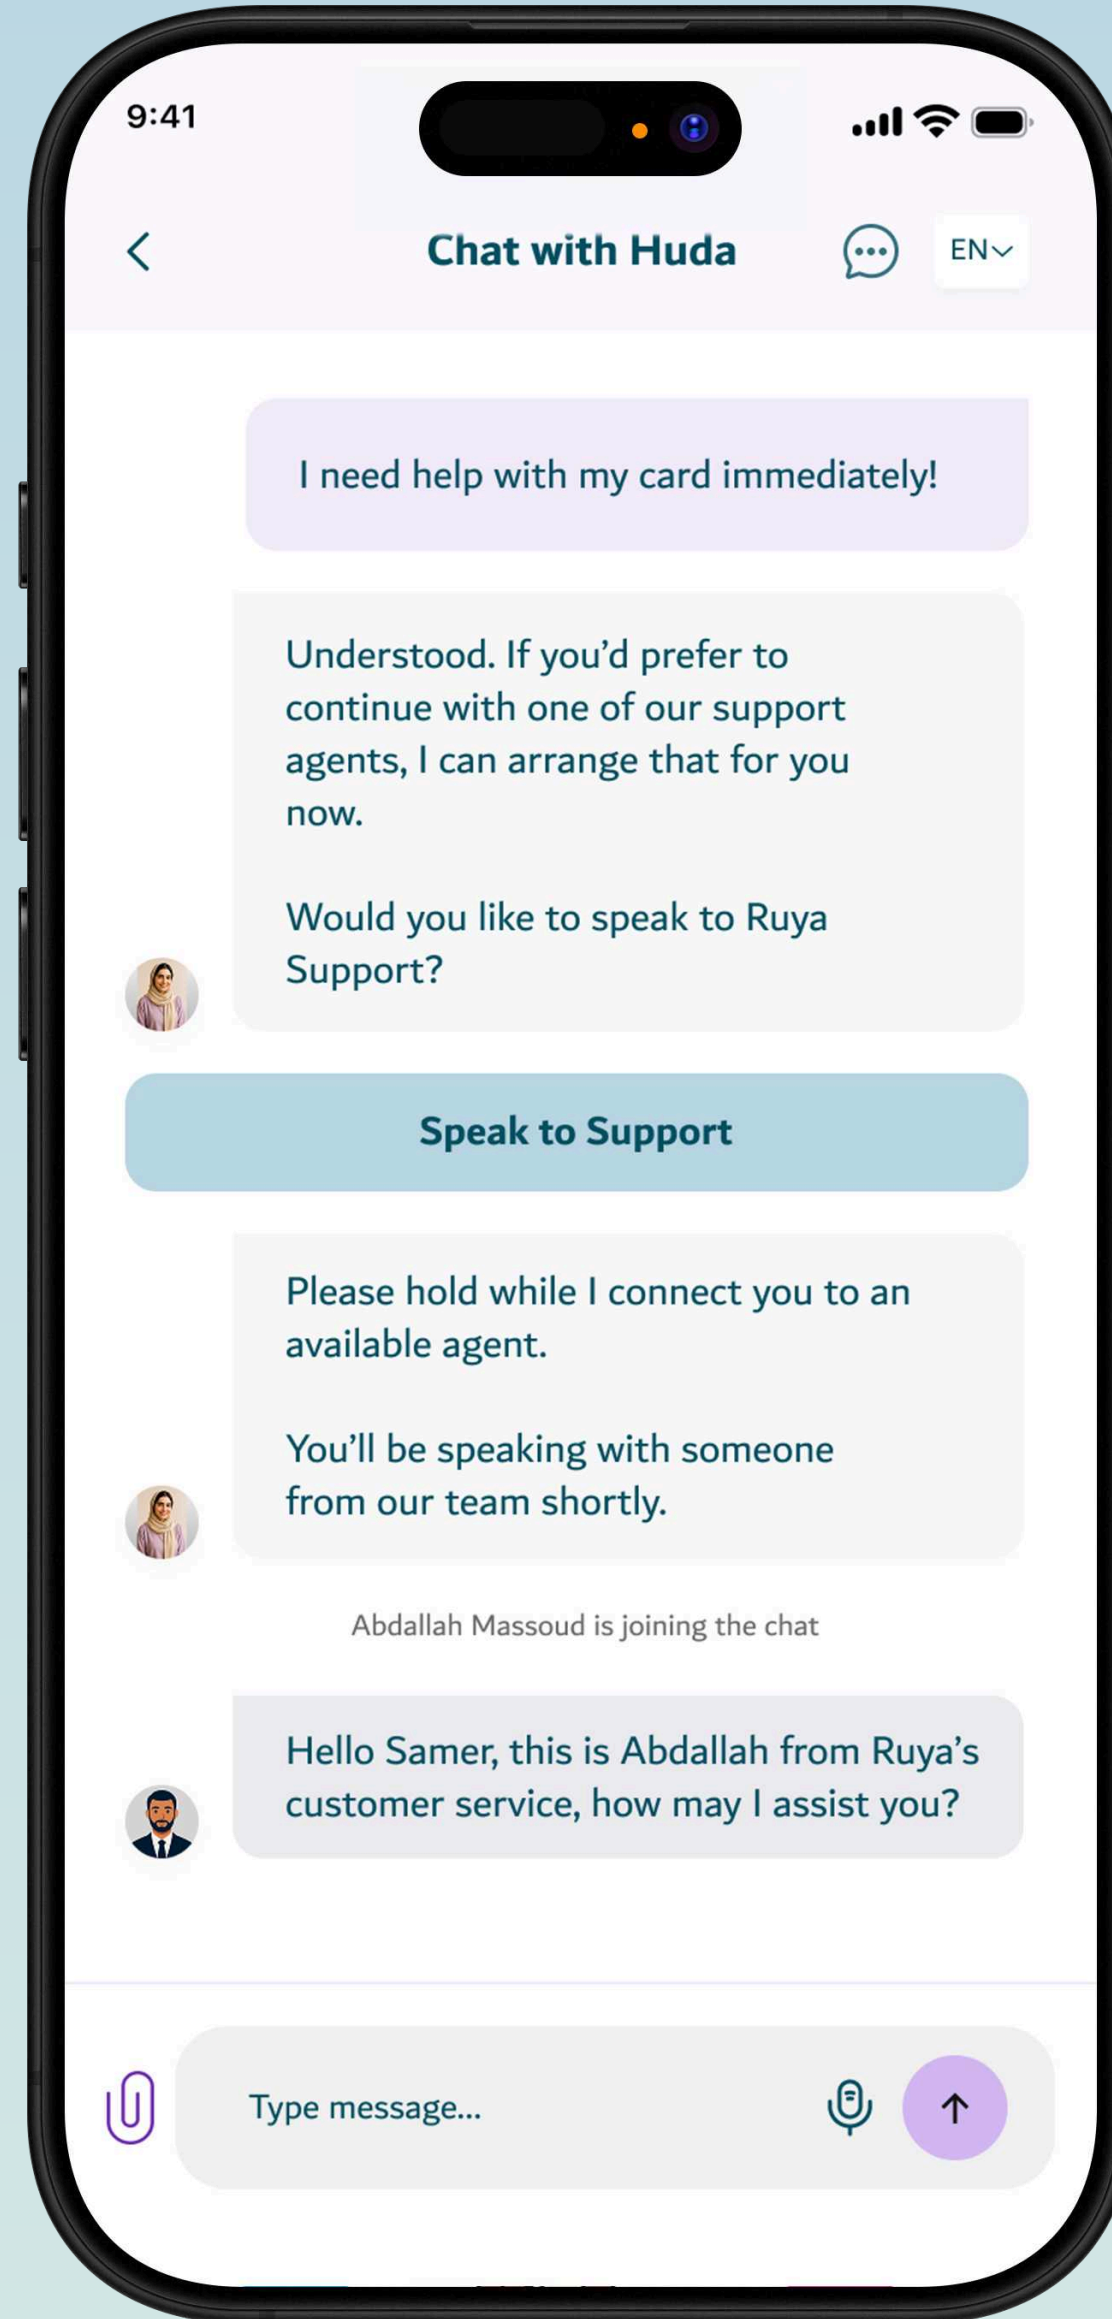 9:41
Chat with Huda
EN
I need help with my card immediately!
Understood. If you’d prefer to
continue with one of our support
agents, I can arrange that for you
now.
Would you like to speak to Ruya
Support?
Speak to Support
Please hold while I connect you to an
available agent.
You’ll be speaking with someone
from our team shortly.
Abdallah Massoud is joining the chat
Hello Samer, this is Abdallah from Ruya’s
customer service, how may I assist you?
Type message...